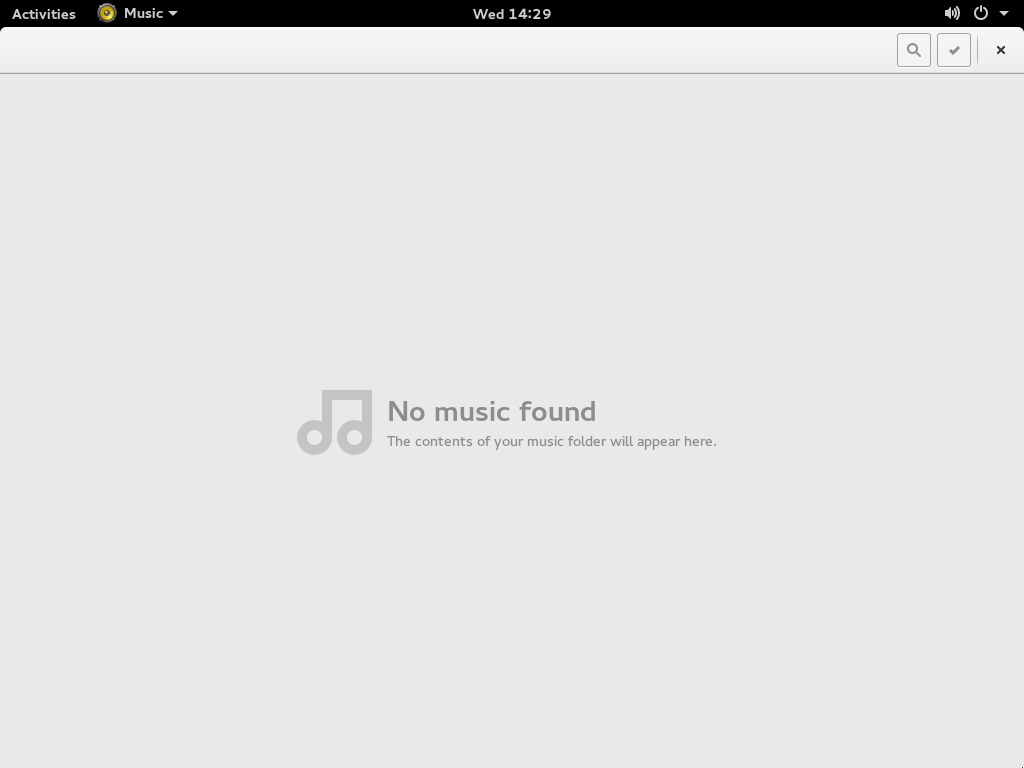 Activities Music Wed 14:29
No music found
The contents of your music folder will appear here.